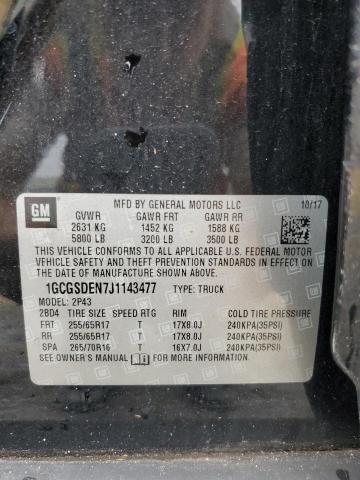 GM
MFD BY GENERAL MOTORS LLC 10/17
GVWR GAWR FRT GAWR RR
2631 KG 1452 KG 1588 KG
5800 LB 3200 LB 3500 LB
THIS VEHICLE CONFORMS TO ALL APPLICABLE U.S. FEDERAL MOTOR
VEHICLE SAFETY AND THEFT PREVENTION STANDARDS IN EFFECT
ON THE DATE OF MANUFACTURE SHOWN ABOVE.
1GCGSDEN7J1143477 TYPE: TRUCK
MODEL: 2P43
2BD4 TIRE SIZE SPEED RTG RIM COLD TIRE PRESSURE
FRT 255/65R17 T 17X8.0J 240KPA(35PSI)
RR 255/65R17 T 17X8.0J 240KPA(35PSI)
SPA 265/70R16 T 16X7.0J 240KPA(35PSI)
SEE OWNER'S MANUAL FOR MORE INFORMATION.